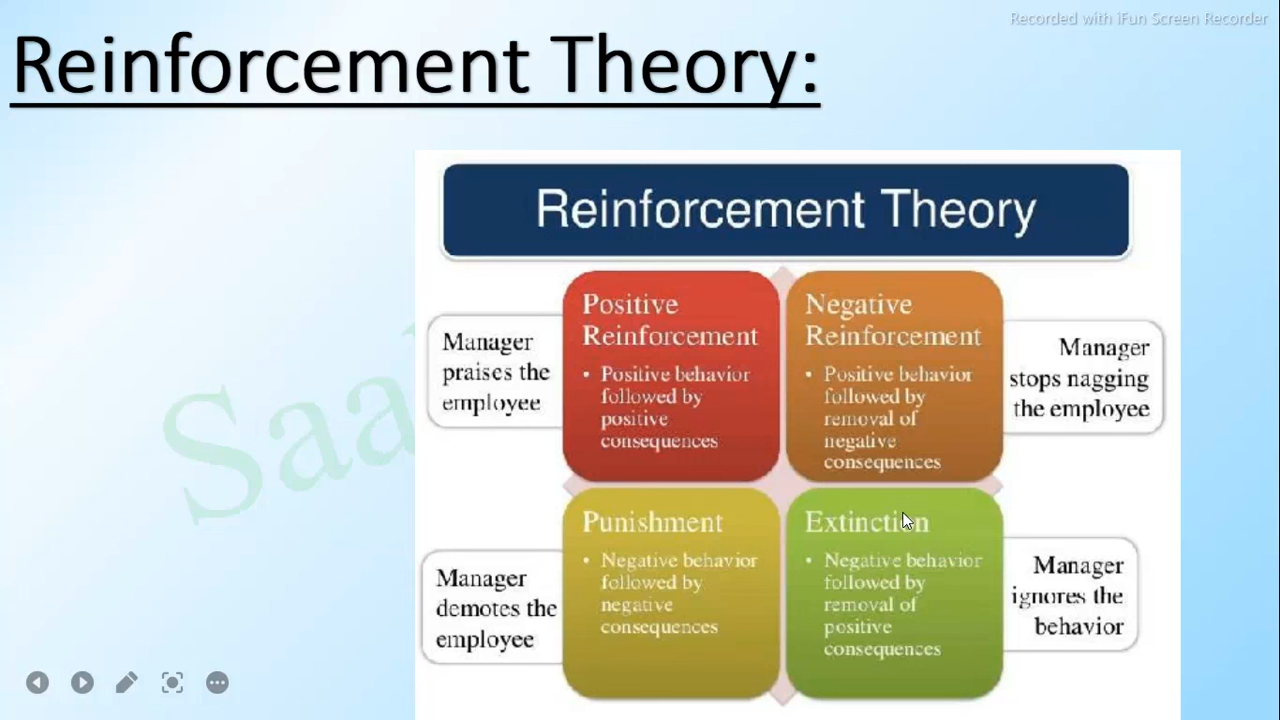 Recorded with iFun Screen Recorder
Reinforcement Theory:
Reinforcement Theory
Manager
praises the
employee
Positive
Reinforcement
• Positive behavior
followed by
positive
consequences
Negative
Reinforcement
• Positive behavior
followed by
removal of
negative
consequences
Manager
stops nagging
the employee
Manager
demotes the
employee
Punishment
• Negative behavior
followed by
negative
consequences
Extinction
• Negative behavior
followed by
removal of
positive
consequences
Manager
ignores the
behavior